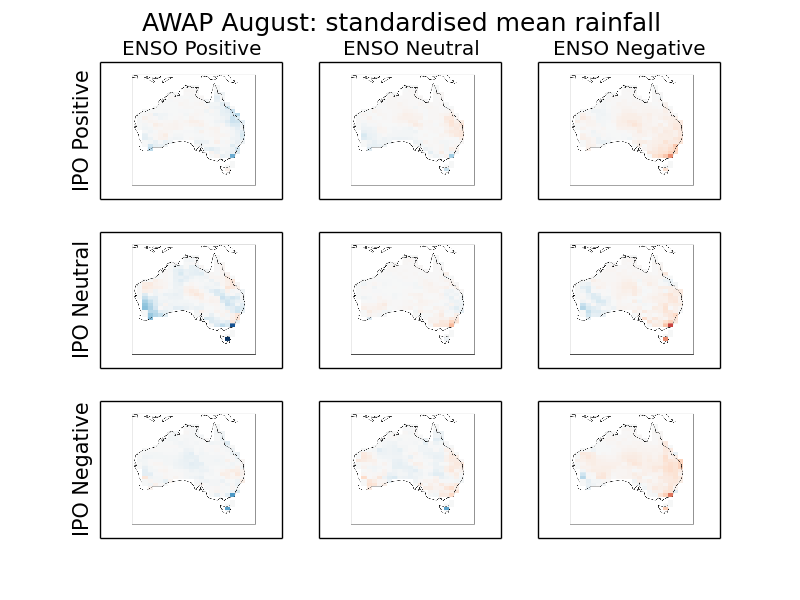 AWAP August: standardised mean rainfall
ENSO Positive
ENSO Neutral
ENSO Negative
IPO Positive
IPO Neutral
IPO Negative